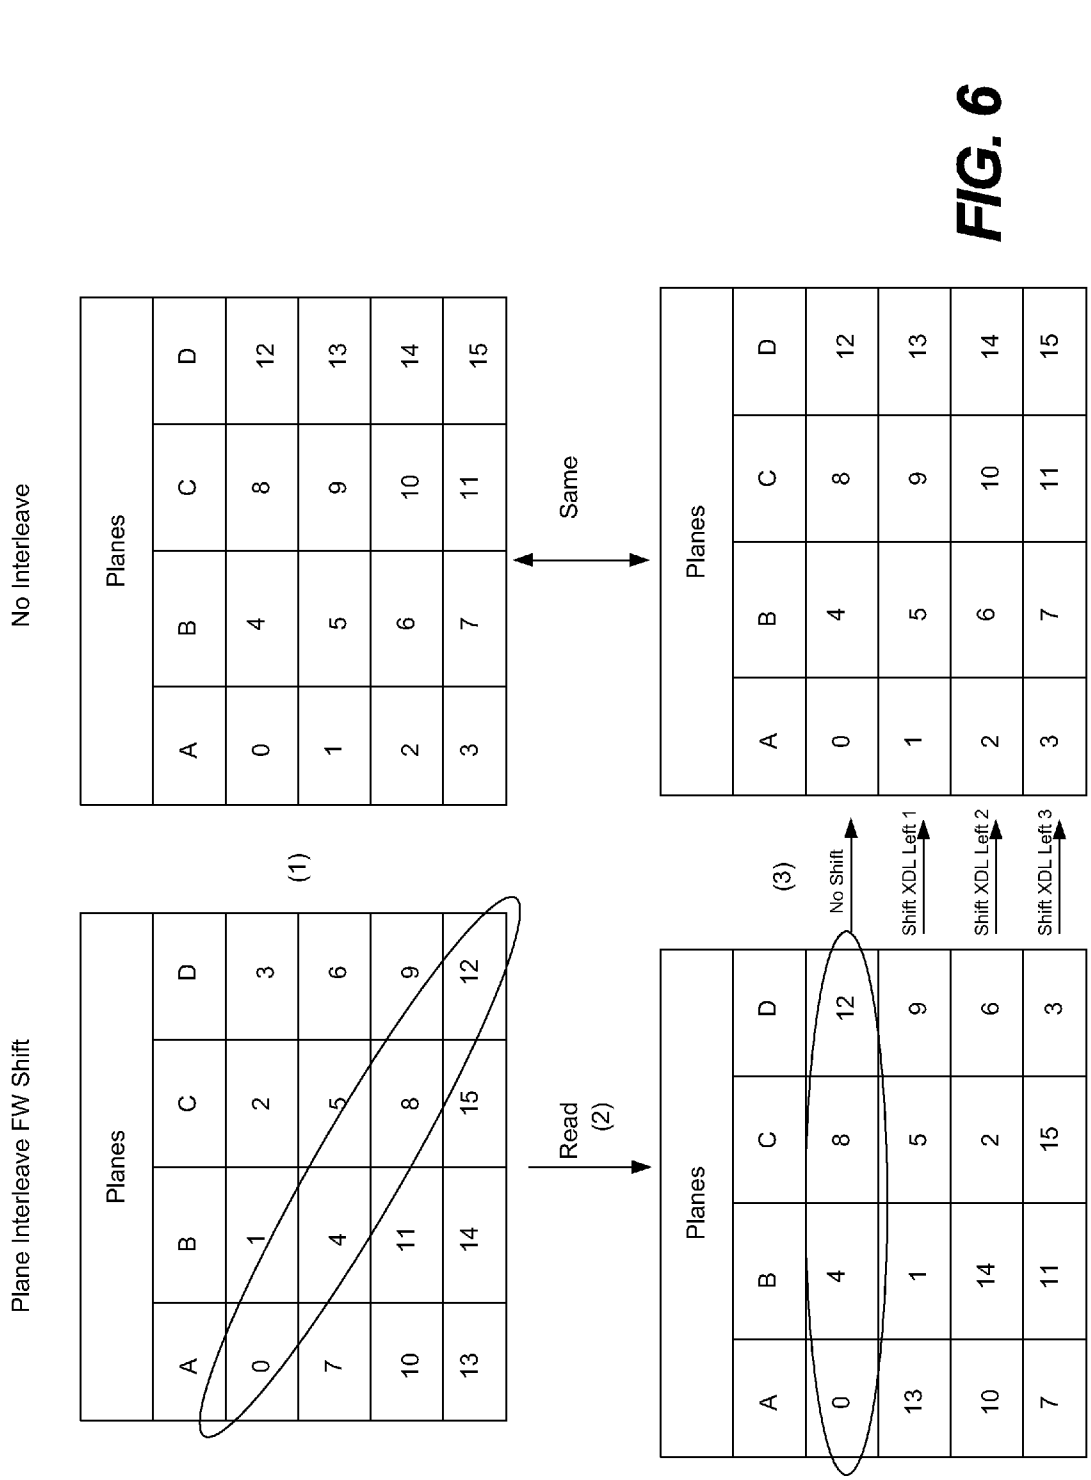 Plane Interleave FW Shift
No Interleave
Planes
A B C D
0 1 2 3
7 4 5 6
10 11 8 9
13 14 15 12
(1)
Planes
A B C D
0 4 8 12
1 5 9 13
2 6 10 14
3 7 11 15
Read
(2)
Same
Planes
A B C D
0 4 8 12
13 1 5 9
10 14 2 6
7 11 15 3
(3)
No Shift
Shift XDL Left 1
Shift XDL Left 2
Shift XDL Left 3
Planes
A B C D
0 4 8 12
1 5 9 13
2 6 10 14
3 7 11 15
FIG. 6